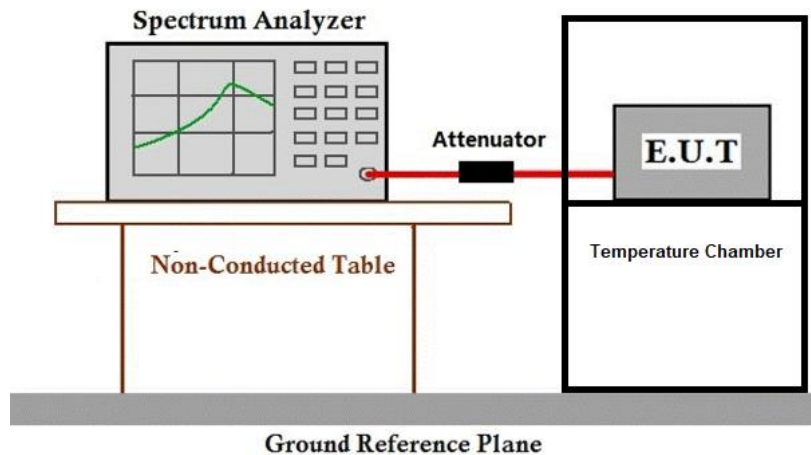 Spectrum Analyzer
Attenuator
E.U.T
Non-Conducted Table
Temperature Chamber
Ground Reference Plane